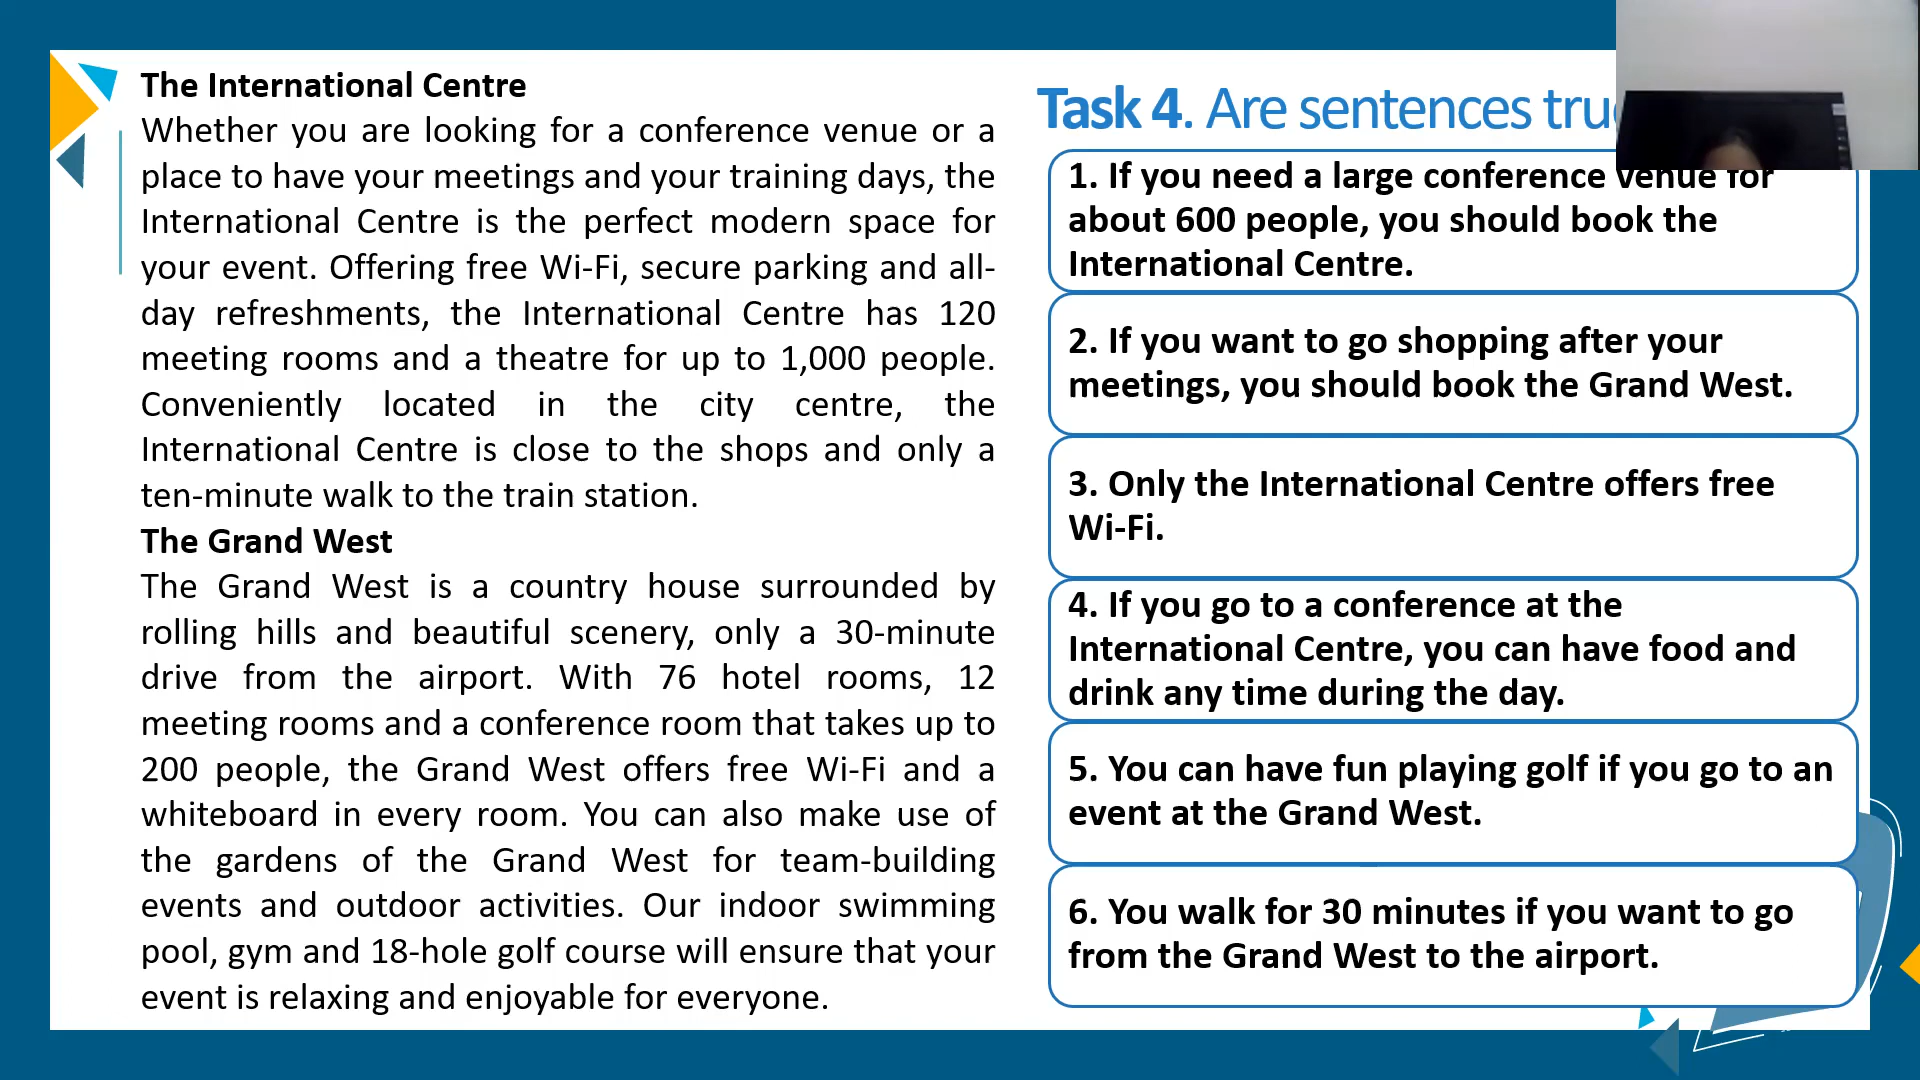 The International Centre
Whether you are looking for a conference venue or a
place to have your meetings and your training days, the
International Centre is the perfect modern space for
your event. Offering free Wi-Fi, secure parking and all-
day refreshments, the International Centre has 120
meeting rooms and a theatre for up to 1,000 people.
Conveniently located in the city centre, the
International Centre is close to the shops and only a
ten-minute walk to the train station.
The Grand West
The Grand West is a country house surrounded by
rolling hills and beautiful scenery, only a 30-minute
drive from the airport. With 76 hotel rooms, 12
meeting rooms and a conference room that takes up to
200 people, the Grand West offers free Wi-Fi and a
whiteboard in every room. You can also make use of
the gardens of the Grand West for team-building
events and outdoor activities. Our indoor swimming
pool, gym and 18-hole golf course will ensure that your
event is relaxing and enjoyable for everyone.
Task 4. Are sentences
1. If you need a large conference venue for
about 600 people, you should book the
International Centre.
2. If you want to go shopping after your
meetings, you should book the Grand West.
3. Only the International Centre offers free
Wi-Fi.
4. If you go to a conference at the
International Centre, you can have food and
drink any time during the day.
5. You can have fun playing golf if you go to an
event at the Grand West.
6. You walk for 30 minutes if you want to go
from the Grand West to the airport.